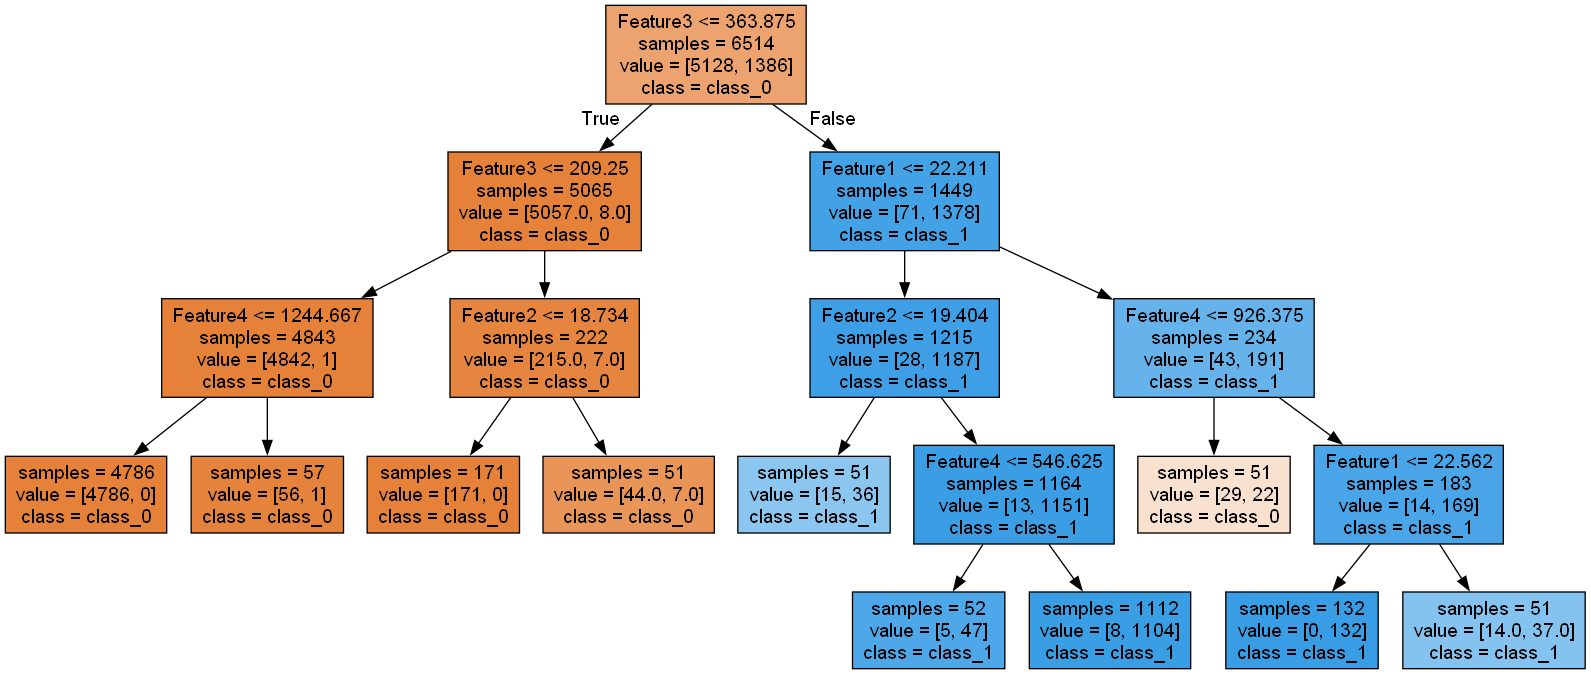 Feature3 <= 363.875
samples = 6514
value = [5128, 1386]
class = class_0
True
False
Feature3 <= 209.25
samples = 5065
value = [5057.0, 8.0]
class = class_0
Feature1 <= 22.211
samples = 1449
value = [71, 1378]
class = class_1
Feature4 <= 1244.667
samples = 4843
value = [4842, 1]
class = class_0
Feature2 <= 18.734
samples = 222
value = [215.0, 7.0]
class = class_0
Feature2 <= 19.404
samples = 1215
value = [28, 1187]
class = class_1
Feature4 <= 926.375
samples = 234
value = [43, 191]
class = class_1
samples = 4786
value = [4786, 0]
class = class_0
samples = 57
value = [56, 1]
class = class_0
samples = 171
value = [171, 0]
class = class_0
samples = 51
value = [44.0, 7.0]
class = class_0
samples = 51
value = [15, 36]
class = class_1
Feature4 <= 546.625
samples = 1164
value = [13, 1151]
class = class_1
samples = 51
value = [29, 22]
class = class_0
Feature1 <= 22.562
samples = 183
value = [14, 169]
class = class_1
samples = 52
value = [5, 47]
class = class_1
samples = 1112
value = [8, 1104]
class = class_1
samples = 132
value = [0, 132]
class = class_1
samples = 51
value = [14.0, 37.0]
class = class_1